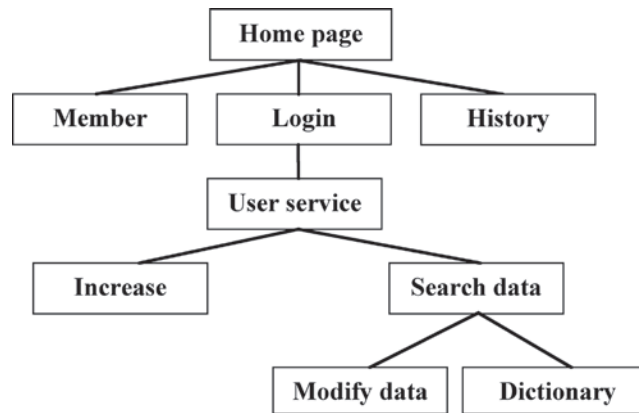 Home page
Member
Login
History
User service
Increase
Search data
Modify data
Dictionary